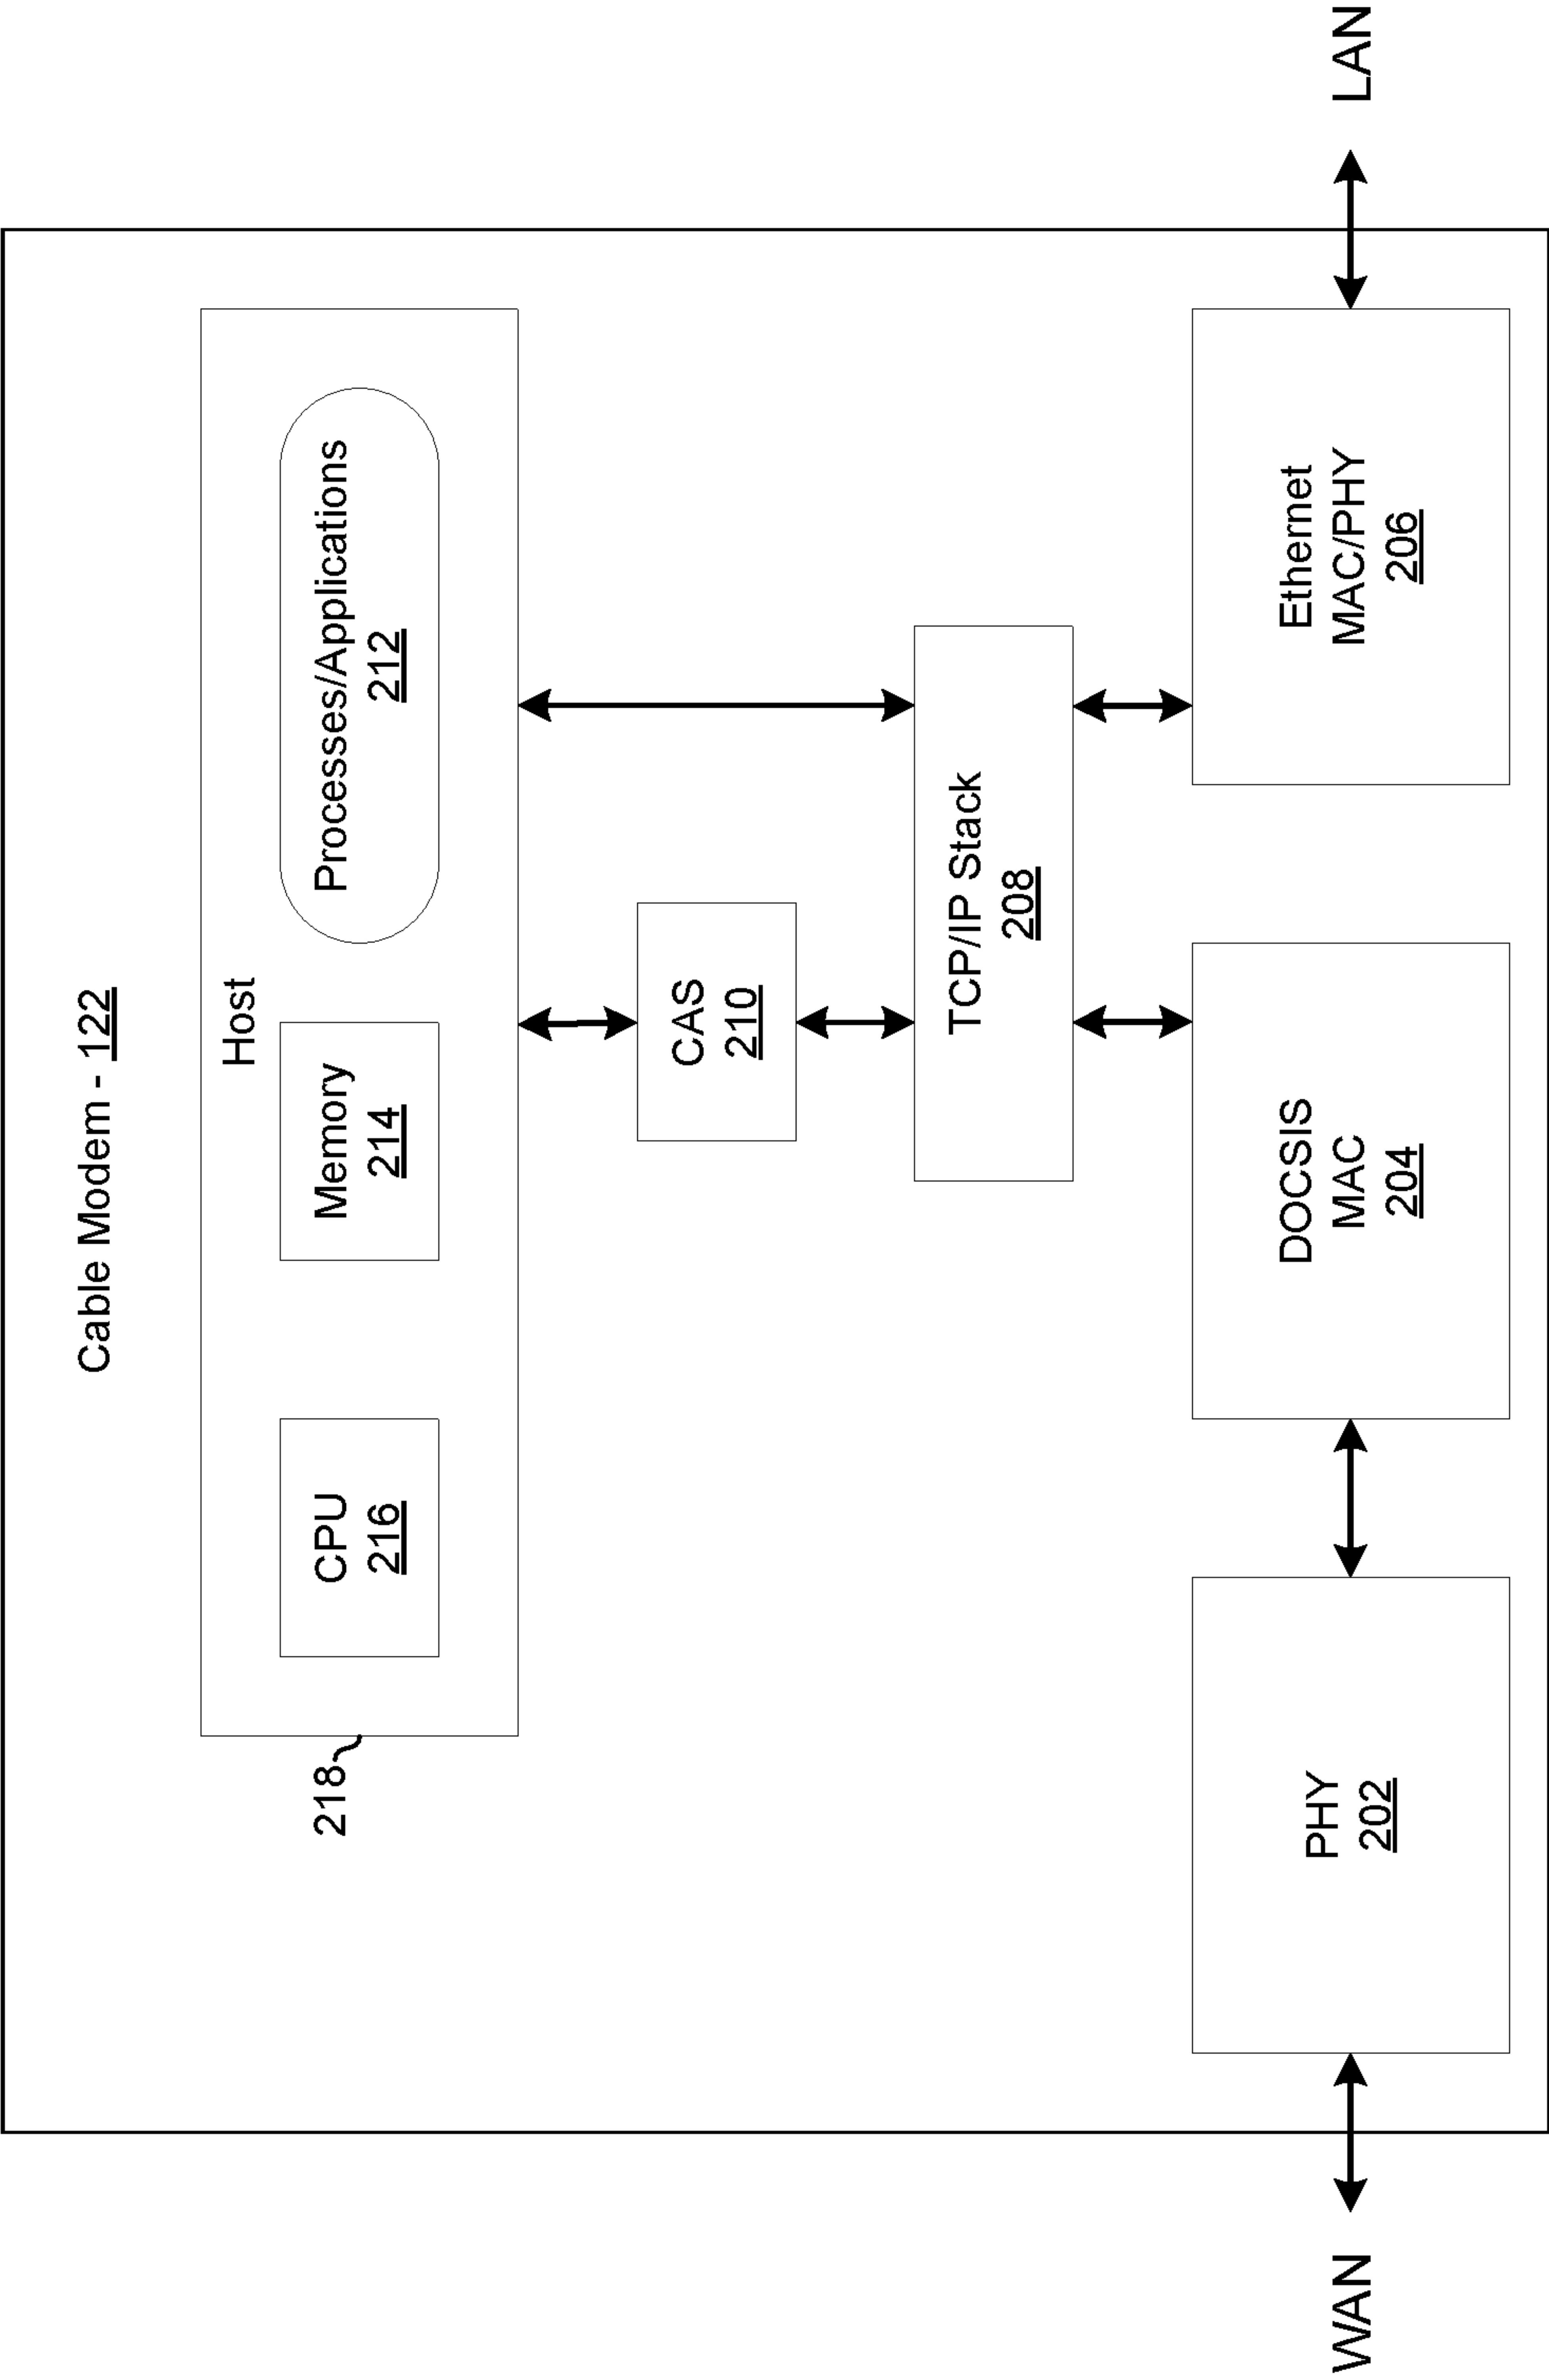 Cable Modem - 122
Host
218
CPU
216
Memory
214
Processes/Applications
212
CAS
210
TCP/IP Stack
208
WAN
PHY
202
DOCSIS
MAC
204
Ethernet
MAC/PHY
206
LAN